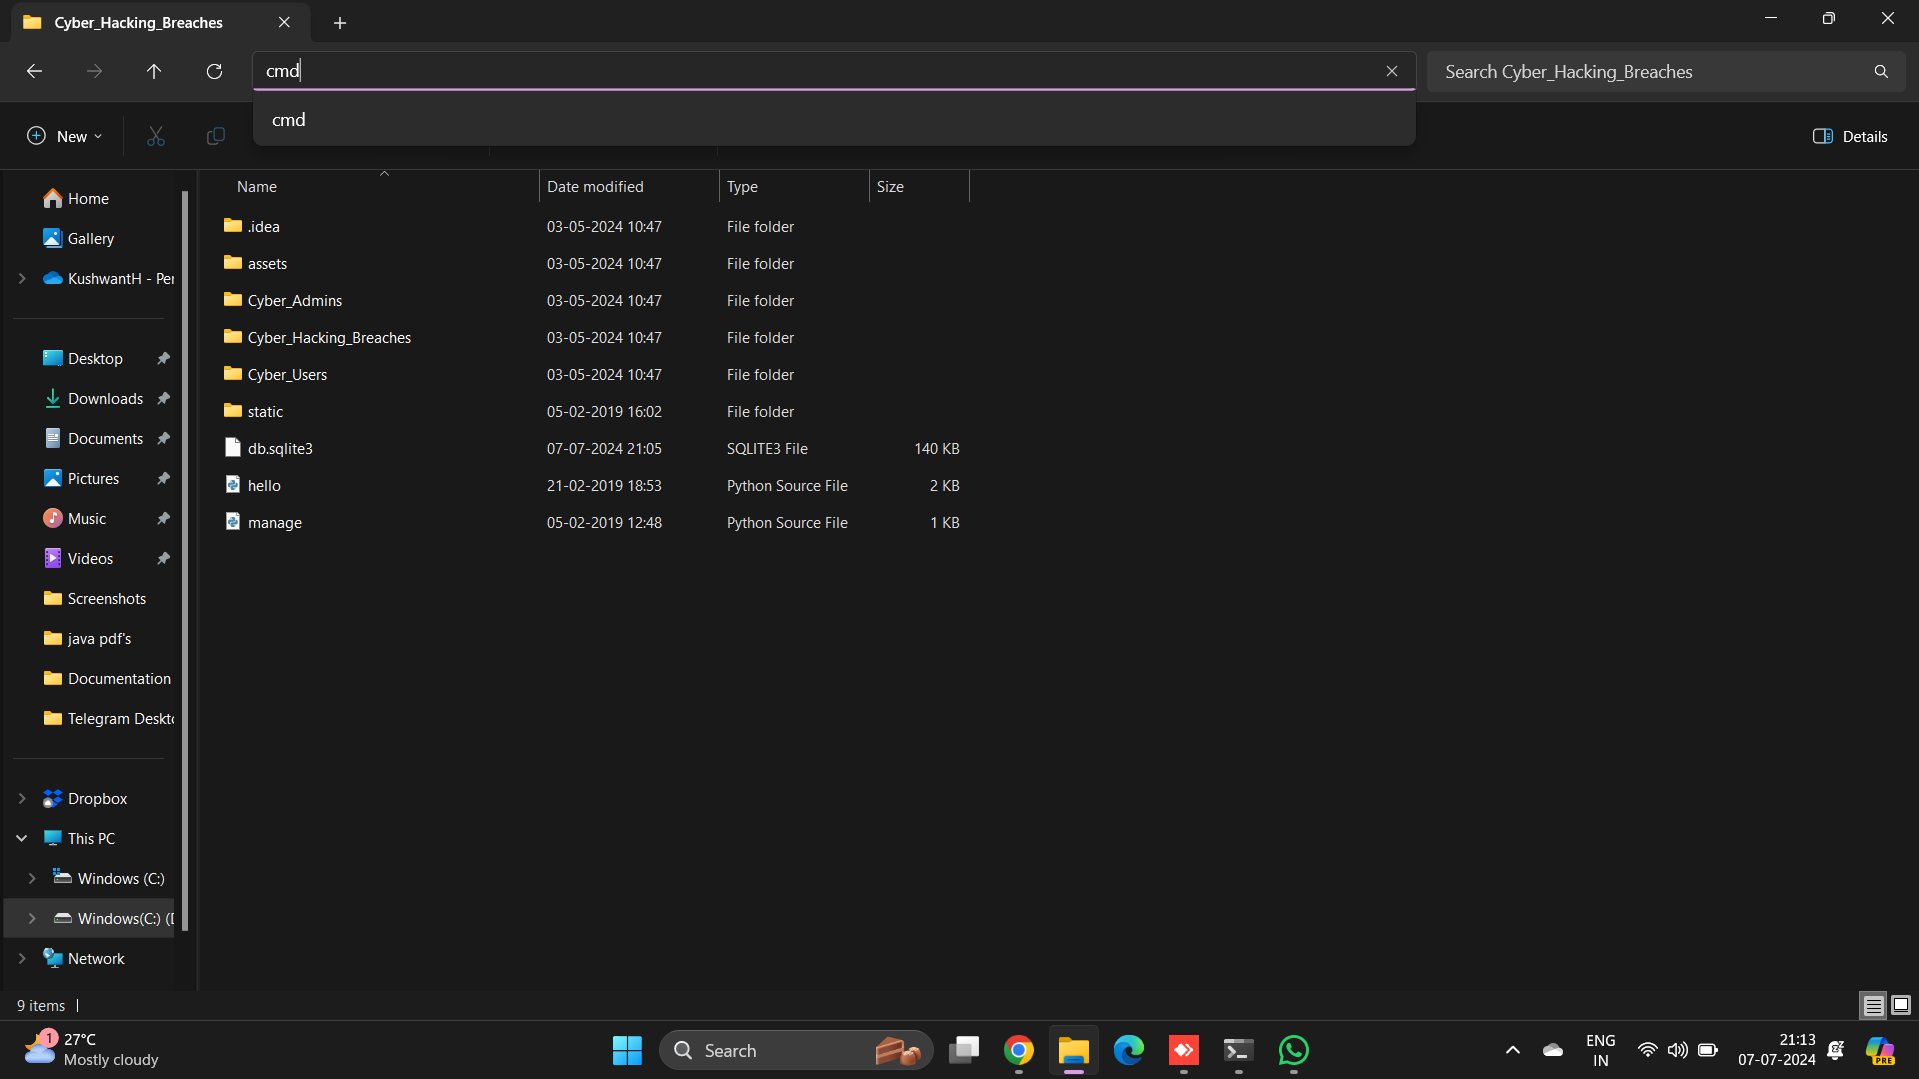 Cyber_Hacking_Breaches
cmd
Search Cyber_Hacking_Breaches
cmd
New
Details
Name Date modified Type Size
Home
Gallery
KushwantH - Per
Desktop
Downloads
Documents
Pictures
Music
Videos
Screenshots
java pdf's
Documentation
Telegram Deskto
Dropbox
This PC
Windows (C:)
Windows(C:) (D
Network
.idea 03-05-2024 10:47 File folder
assets 03-05-2024 10:47 File folder
Cyber_Admins 03-05-2024 10:47 File folder
Cyber_Hacking_Breaches 03-05-2024 10:47 File folder
Cyber_Users 03-05-2024 10:47 File folder
static 05-02-2019 16:02 File folder
db.sqlite3 07-07-2024 21:05 SQLITE3 File 140 KB
hello 21-02-2019 18:53 Python Source File 2 KB
manage 05-02-2019 12:48 Python Source File 1 KB
9 items
1
27°C
Mostly cloudy
Search
ENG
IN
21:13
07-07-2024
PRE